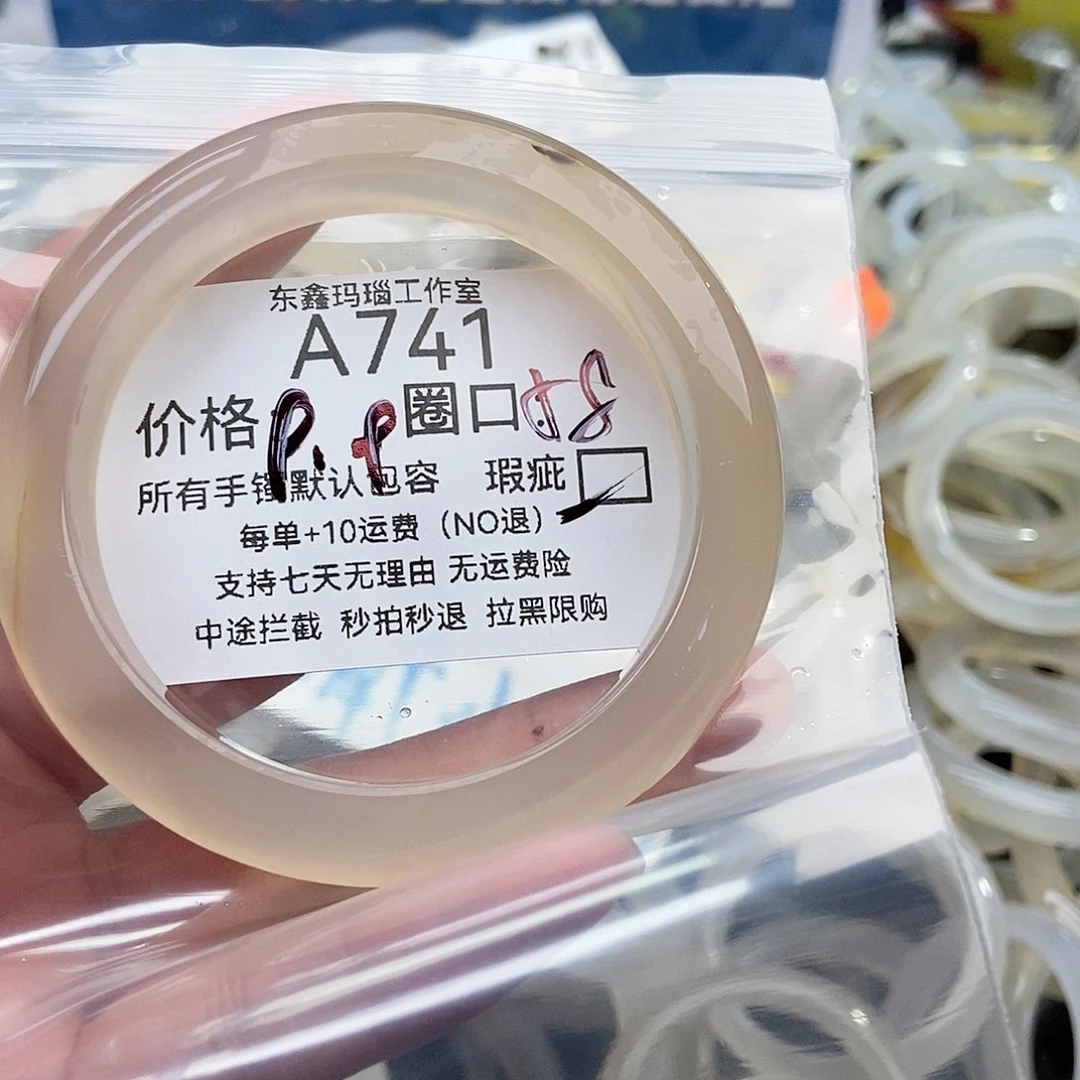 东鑫玛瑙工作室
A741
价格 P.P 圈口 58
所有手镯默认包容 瑕疵
每单+10运费（NO退）
支持七天无理由 无运费险
中途拦截 秒拍秒退 拉黑限购